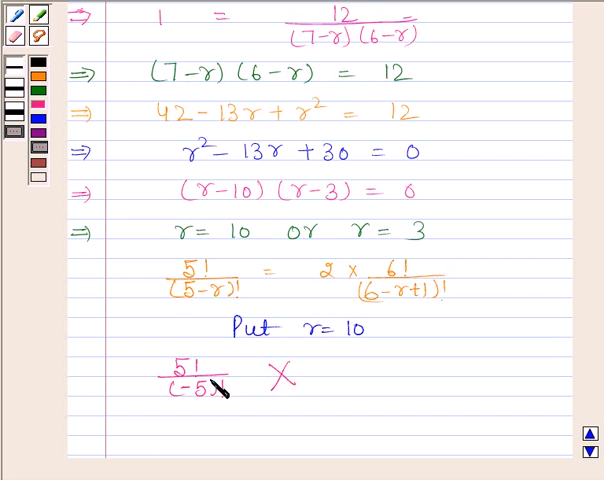 ⇒ 1 = 12 / (7-r) (6-r)
⇒ (7-r) (6-r) = 12
⇒ 42 - 13r + r² = 12
⇒ r² - 13r + 30 = 0
⇒ (r-10) (r-3) = 0
⇒ r = 10 or r = 3
5! / (5-r)! = 2 × 6! / (6-r+1)!
Put r = 10
5! / (-5)! ×